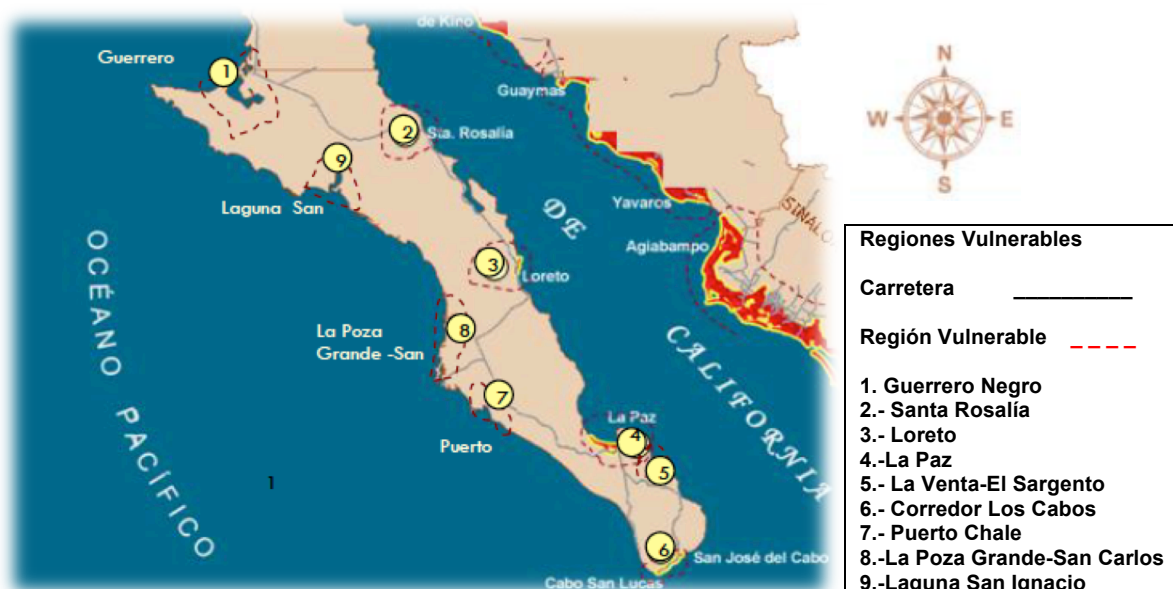 de Kino
Guerrero
1
Guaymas
2
Sta. Rosalía
9
Laguna San
Yavaros
SINALO
DE
Agiabampo
3
Loreto
OCÉANO PACÍFICO
8
La Poza
Grande -San
CALIFORNIA
7
Puerto
La Paz
4
5
1
6
San José del Cabo
Cabo San Lucas
N
W
E
S
Regiones Vulnerables
Carretera
Región Vulnerable
1. Guerrero Negro
2.- Santa Rosalía
3.- Loreto
4.-La Paz
5.- La Venta-El Sargento
6.- Corredor Los Cabos
7.- Puerto Chale
8.-La Poza Grande-San Carlos
9.-Laguna San Ignacio